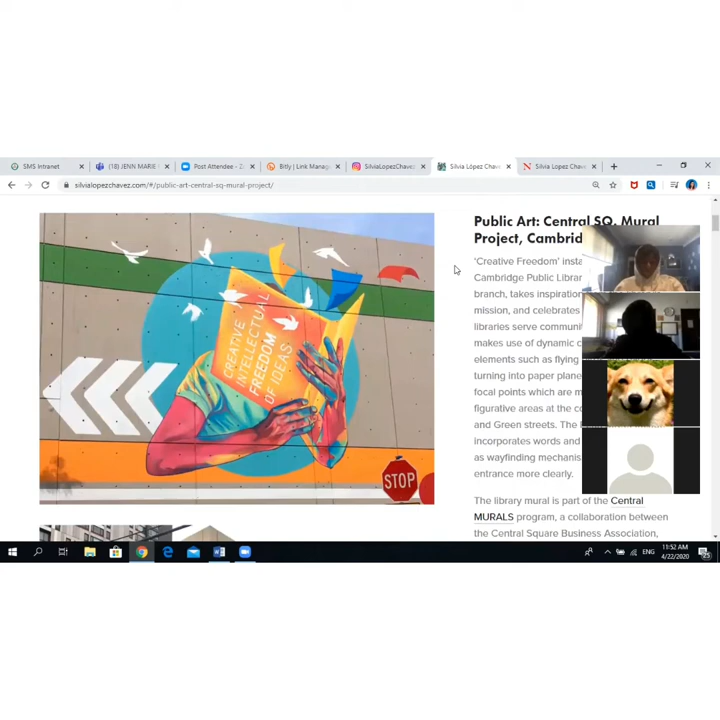 SMS Intranet
(18) JENN MARIE
Post Attendee - Z
Bitly | Link Manag
SilviaLopezChavez
Silvia López Chav
Silvia Lopez Chave
silvialopezchavez.com/#/public-art-central-sq-mural-project/
CREATIVE
INTELLECTUAL
FREEDOM
OF IDEAS
STOP
Public Art: Central SQ. Mural
Project, Cambrid
'Creative Freedom' inst
Cambridge Public Librar
branch, takes inspiration
mission, and celebrates
libraries serve communi
makes use of dynamic c
elements such as flying
turning into paper plane
focal points which are m
figurative areas at the co
and Green streets. The
incorporates words and
as wayfinding mechanis
entrance more clearly.
The library mural is part of the Central
MURALS program, a collaboration between
the Central Square Business Association,
ENG
11:52 AM
4/22/2020